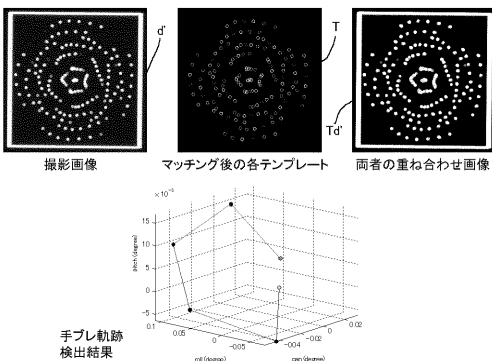 d'
T
Td'
撮影画像
マッチング後の各テンプレート
両者の重ね合わせ画像
×10⁻³
15
10
5
0
-5
pitch (degree)
0.1
0.05
0
-0.05
roll (degree)
-0.04
-0.02
0
0.02
pan (degree)
手ブレ軌跡
検出結果